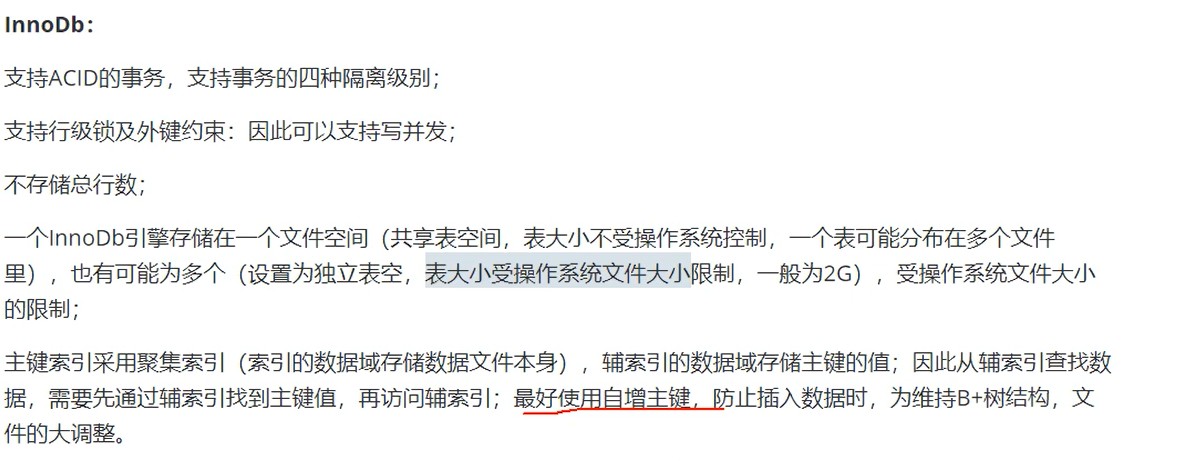 InnoDb：
支持ACID的事务，支持事务的四种隔离级别；
支持行级锁及外键约束：因此可以支持写并发；
不存储总行数；
一个InnoDb引擎存储在一个文件空间（共享表空间，表大小不受操作系统控制，一个表可能分布在多个文件
里），也有可能为多个（设置为独立表空，表大小受操作系统文件大小限制，一般为2G），受操作系统文件大小
的限制；
主键索引采用聚集索引（索引的数据域存储数据文件本身），辅索引的数据域存储主键的值；因此从辅索引查找数
据，需要先通过辅索引找到主键值，再访问辅索引；最好使用自增主键，防止插入数据时，为维持B+树结构，文
件的大调整。